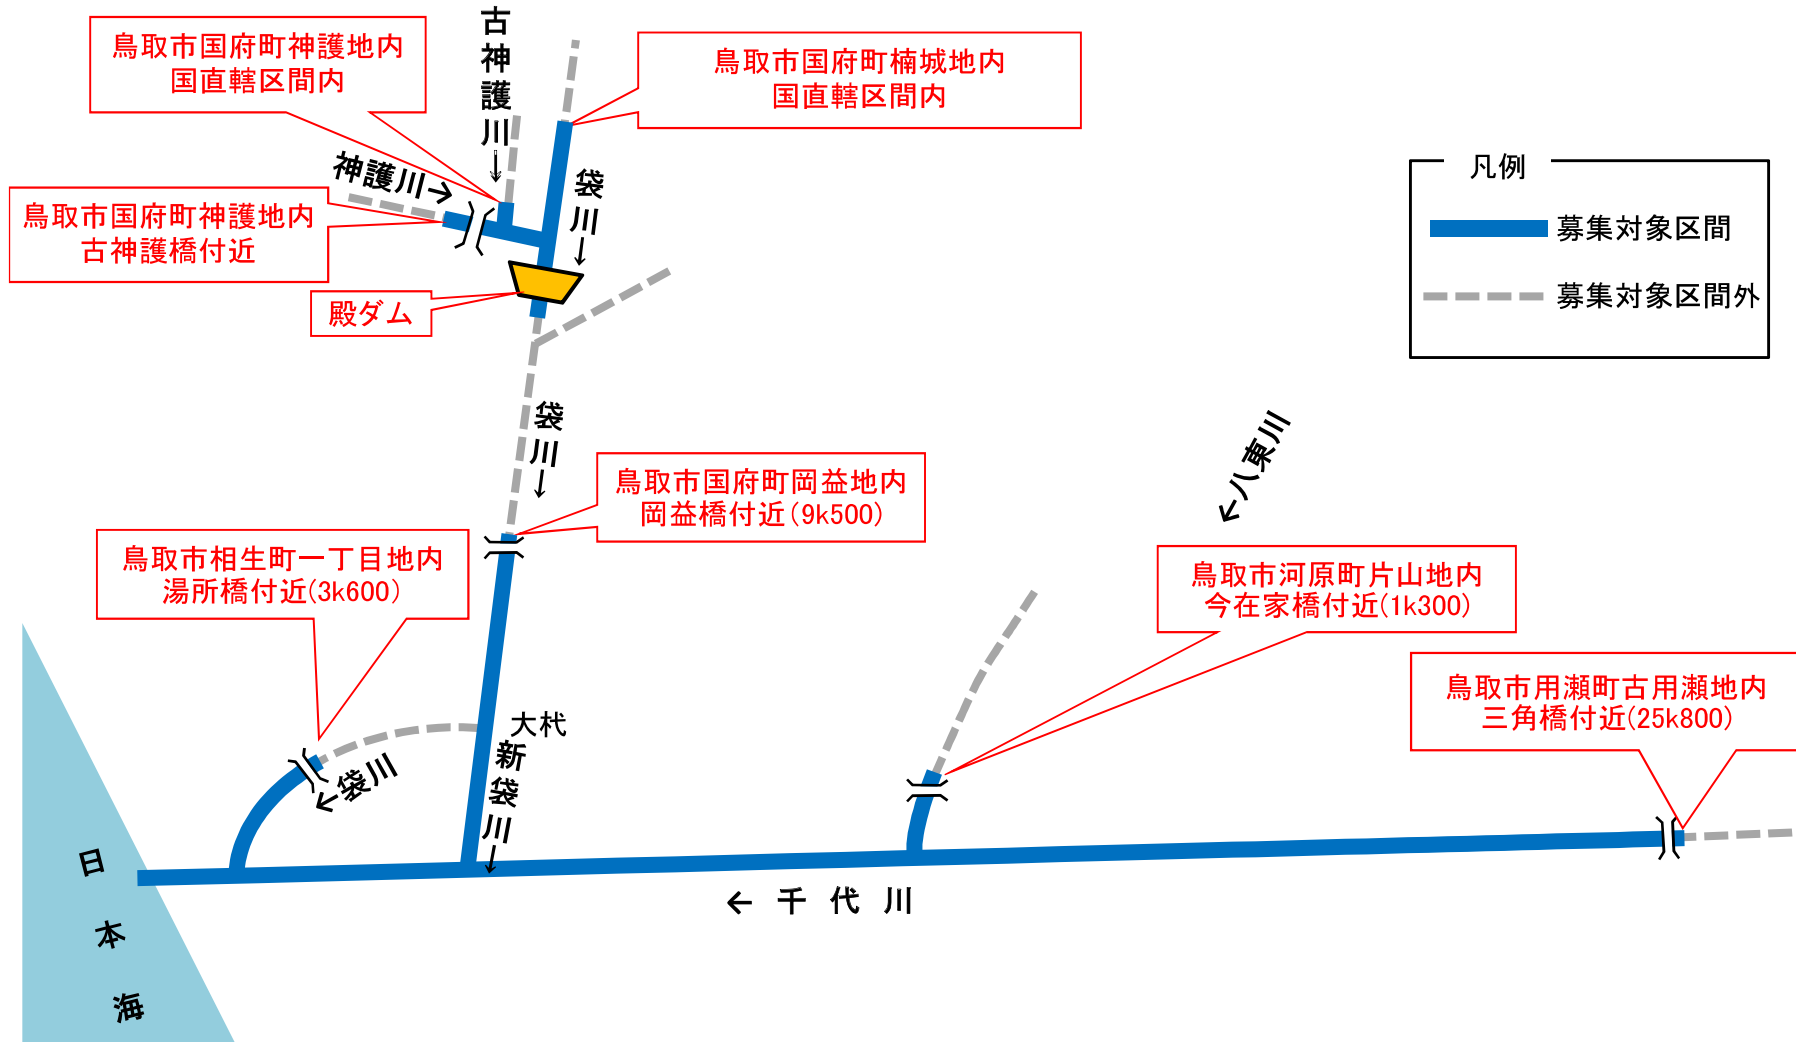 鳥取市国府町神護地内
国直轄区間内
古神護川→
鳥取市国府町楠城地内
国直轄区間内
神護川→
袋川→
鳥取市国府町神護地内
古神護橋付近
殿ダム
凡例
募集対象区間
募集対象区間外
袋川→
鳥取市国府町岡益地内
岡益橋付近(9k500)
←八東川
鳥取市相生町一丁目地内
湯所橋付近(3k600)
鳥取市河原町片山地内
今在家橋付近(1k300)
鳥取市用瀬町古用瀬地内
三角橋付近(25k800)
大杙
新袋川→
←袋川
日本海
← 千代川